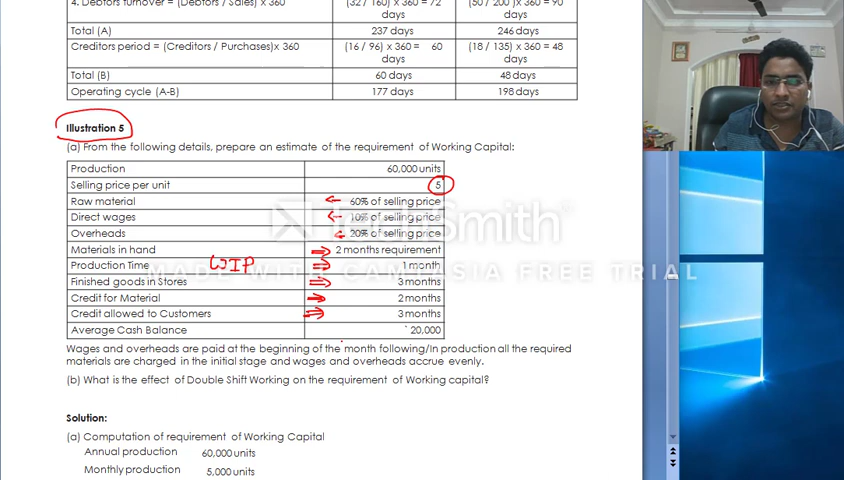 4. Debtors turnover = (Debtors / Sales) x 360 (32 / 160) x 360 = 72 days (50 / 200 )x 360 = 90 days
Total (A) 237 days 246 days
Creditors period = (Creditors / Purchases)x 360 (16 / 96) x 360 = 60 days (18 / 135) x 360 = 48 days
Total (B) 60 days 48 days
Operating cycle (A-B) 177 days 198 days
Illustration 5
(a) From the following details, prepare an estimate of the requirement of Working Capital:
Production 60,000 units
Selling price per unit 5
Raw material 60% of selling price
Direct wages 10% of selling price
Overheads 20% of selling price
Materials in hand 2 months requirement
Production Time WIP 1 month
Finished goods in Stores 3 months
Credit for Material 2 months
Credit allowed to Customers 3 months
Average Cash Balance ` 20,000
TechSmith
MADE WITH CAMTASIA FREE TRIAL
Wages and overheads are paid at the beginning of the month following/In production all the required
materials are charged in the initial stage and wages and overheads accrue evenly.
(b) What is the effect of Double Shift Working on the requirement of Working capital?
Solution:
(a) Computation of requirement of Working Capital
Annual production 60,000 units
Monthly production 5,000 units